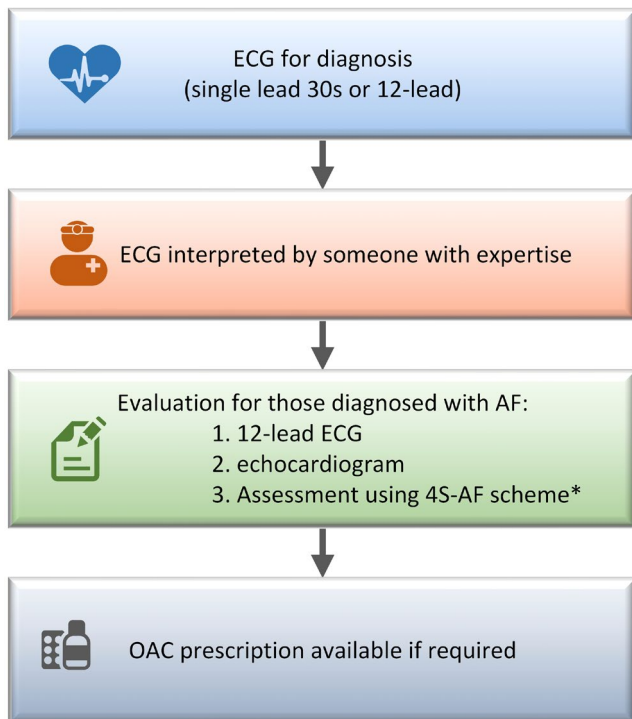 ECG for diagnosis
(single lead 30s or 12-lead)
ECG interpreted by someone with expertise
Evaluation for those diagnosed with AF:
1. 12-lead ECG
2. echocardiogram
3. Assessment using 4S-AF scheme*
OAC prescription available if required